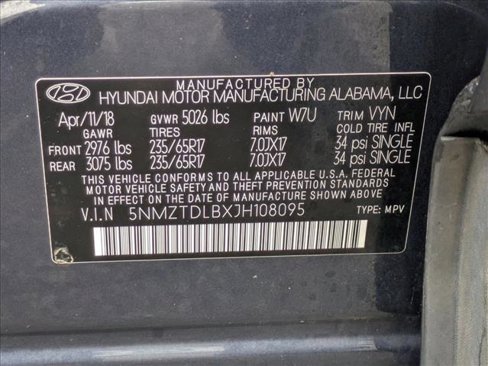 MANUFACTURED BY
HYUNDAI MOTOR MANUFACTURING ALABAMA, LLC
Apr/11/18 GVWR 5026 lbs PAINT W7U TRIM VYN
GAWR TIRES RIMS COLD TIRE INFL.
FRONT 2976 lbs 235/65R17 7.0JX17 34 psi SINGLE
REAR 3075 lbs 235/65R17 7.0JX17 34 psi SINGLE
THIS VEHICLE CONFORMS TO ALL APPLICABLE U.S.A. FEDERAL
MOTOR VEHICLE SAFETY AND THEFT PREVENTION STANDARDS
IN EFFECT ON THE DATE OF MANUFACTURE SHOWN ABOVE.
V.I.N 5NMZTDLBXJH108095 TYPE: MPV